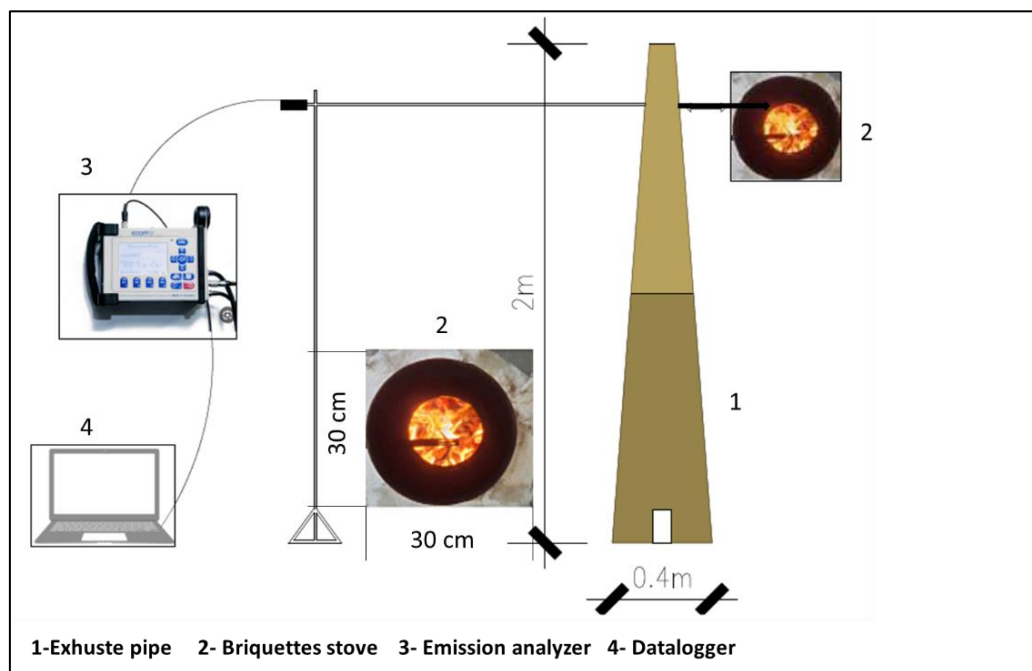 2
3
2m
2
1
30 cm
4
30 cm
0.4m
1-Exhuste pipe 2- Briquettes stove 3- Emission analyzer 4- Datalogger